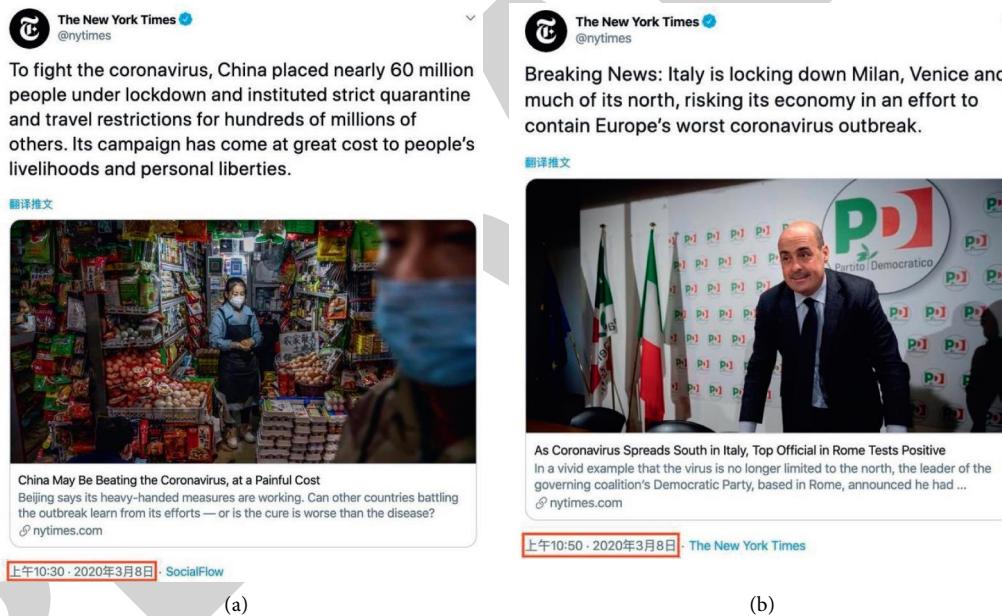 The New York Times
@nytimes
To fight the coronavirus, China placed nearly 60 million
people under lockdown and instituted strict quarantine
and travel restrictions for hundreds of millions of
others. Its campaign has come at great cost to people's
livelihoods and personal liberties.
翻译推文
农家
China May Be Beating the Coronavirus, at a Painful Cost
Beijing says its heavy-handed measures are working. Can other countries battling
the outbreak learn from its efforts — or is the cure is worse than the disease?
nytimes.com
上午10:30 · 2020年3月8日 · SocialFlow
(a)
The New York Times
@nytimes
Breaking News: Italy is locking down Milan, Venice and
much of its north, risking its economy in an effort to
contain Europe's worst coronavirus outbreak.
翻译推文
PD
Partito Democratico
As Coronavirus Spreads South in Italy, Top Official in Rome Tests Positive
In a vivid example that the virus is no longer limited to the north, the leader of the
governing coalition's Democratic Party, based in Rome, announced he had ...
nytimes.com
上午10:50 · 2020年3月8日 · The New York Times
(b)